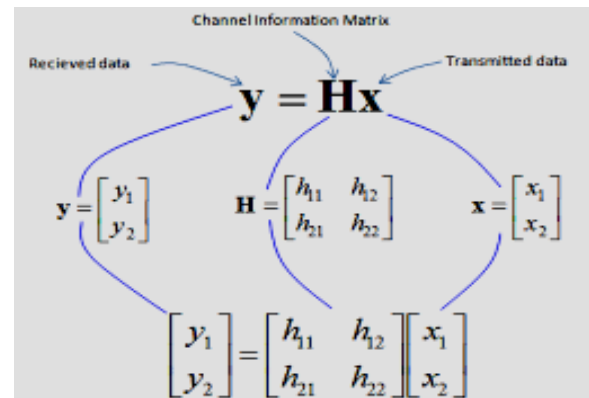 Channel Information Matrix
Recieved data
Transmitted data
y = Hx
y = [y₁ y₂] H = [h₁₁ h₁₂ h₂₁ h₂₂] x = [x₁ x₂]
[y₁ y₂] = [h₁₁ h₁₂ h₂₁ h₂₂][x₁ x₂]